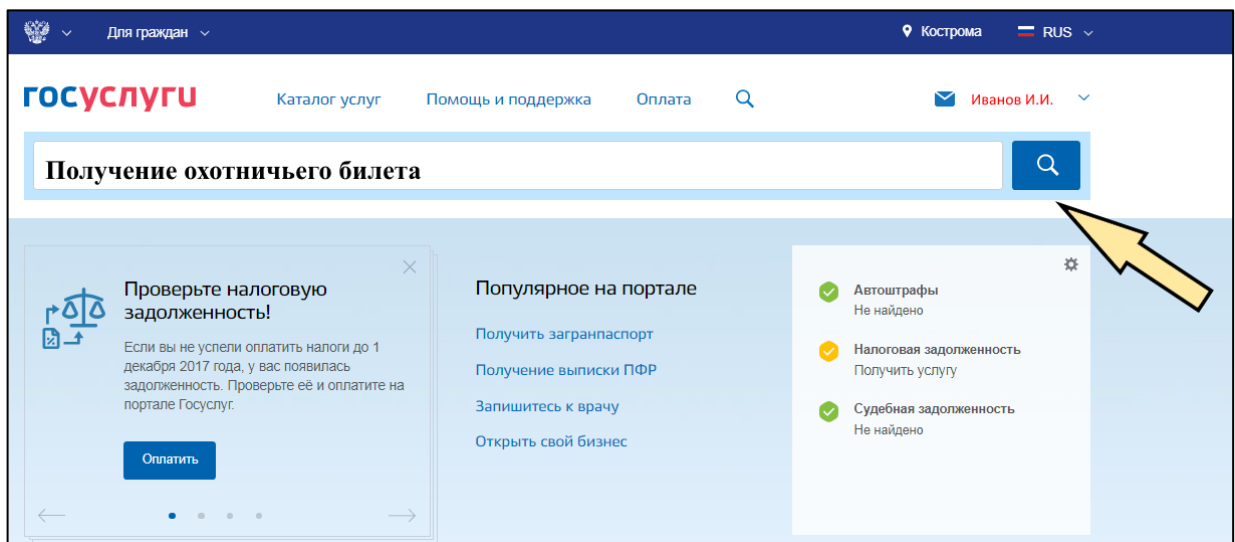 Для граждан
Кострома
RUS
госуслуги
Каталог услуг
Помощь и поддержка
Оплата
Иванов И.И.
Получение охотничьего билета
Проверьте налоговую
задолженность!
Если вы не успели оплатить налоги до 1
декабря 2017 года, у вас появилась
задолженность. Проверьте её и оплатите на
портале Госуслуг.
Оплатить
Популярное на портале
Получить загранпаспорт
Получение выписки ПФР
Запишитесь к врачу
Открыть свой бизнес
Автоштрафы
Не найдено
Налоговая задолженность
Получить услугу
Судебная задолженность
Не найдено